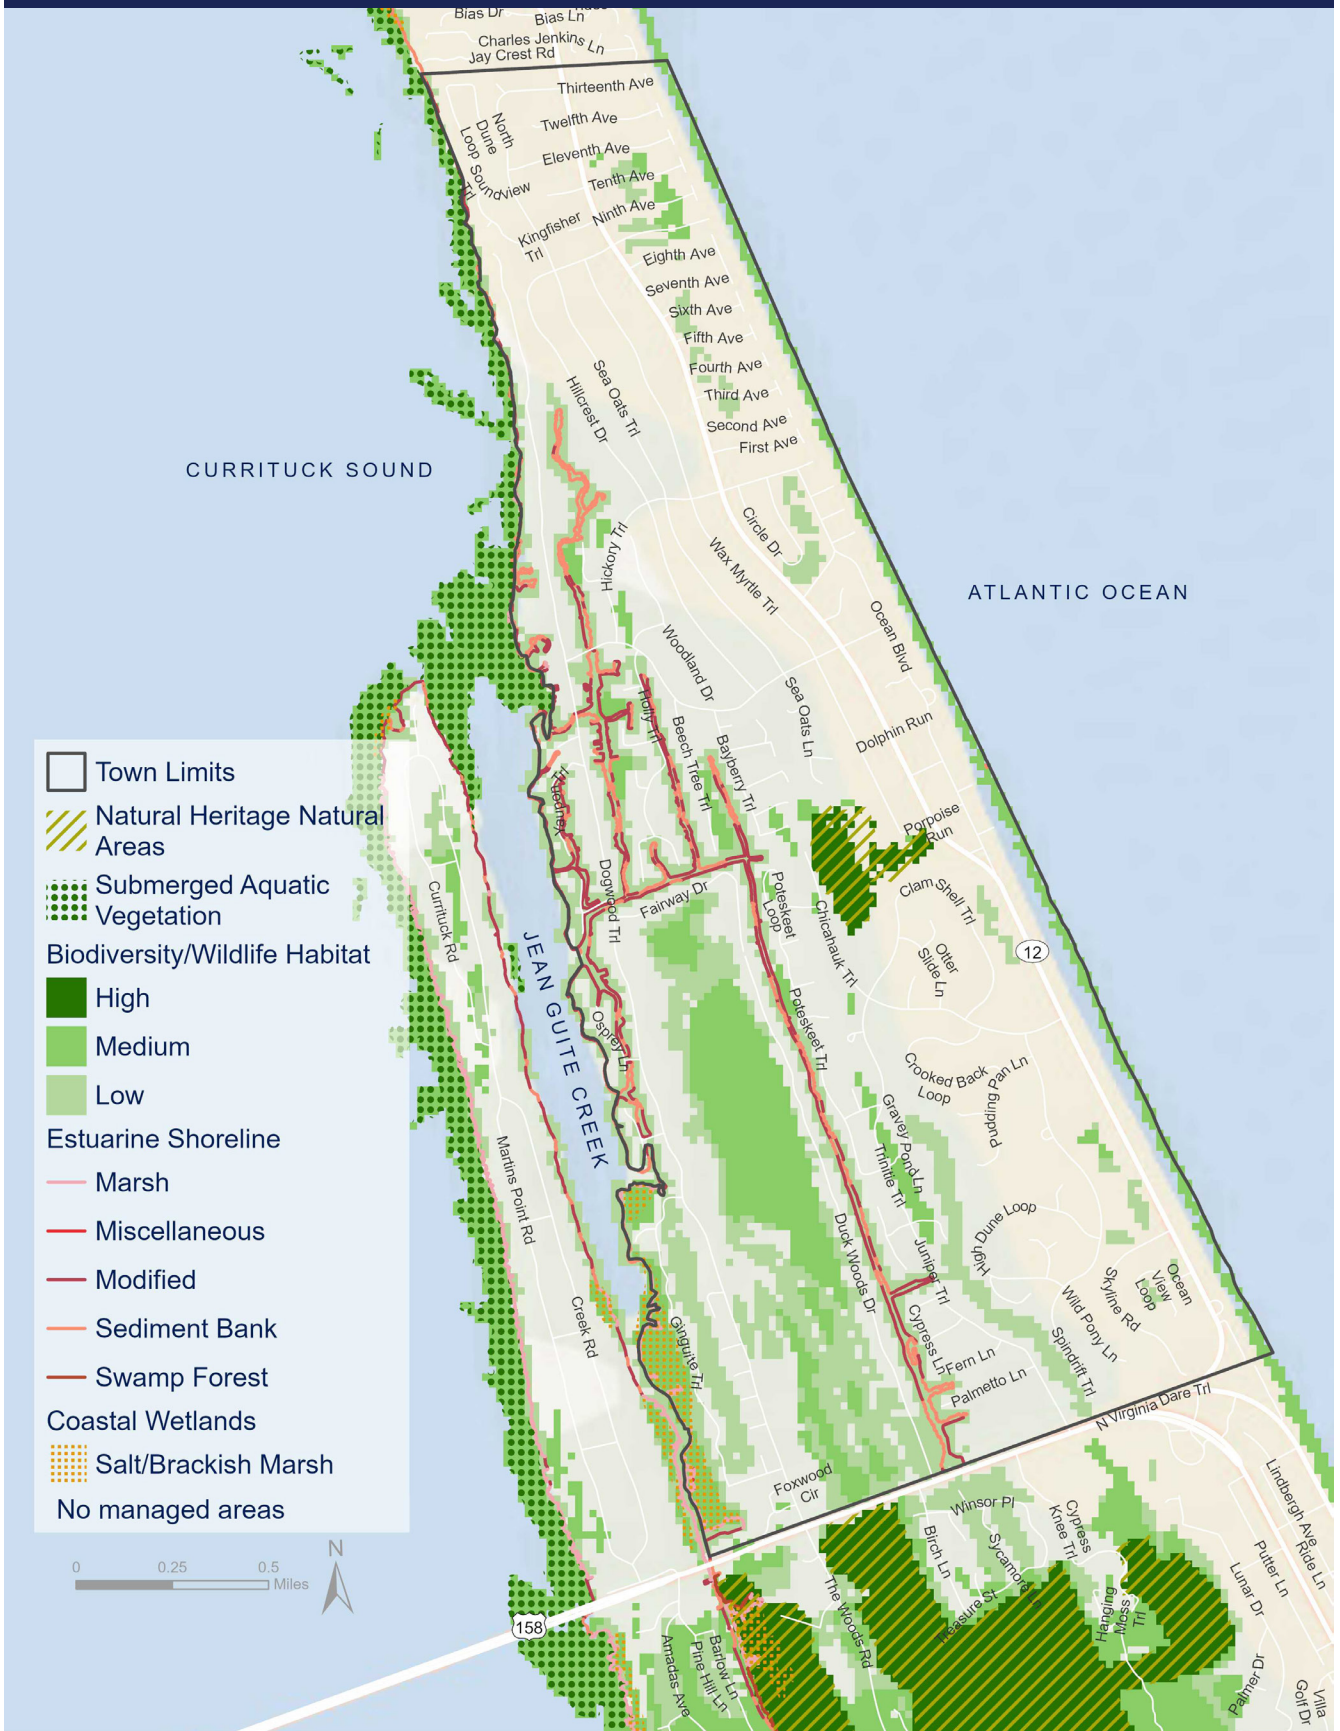 Bias Dr
Bias Ln
Charles Jenkins Ln
Jay Crest Rd
Thirteenth Ave
North
Dune
Loop
Trl
Twelfth Ave
Eleventh Ave
Soundview
Tenth Ave
Ninth Ave
Kingfisher
Trl
Eighth Ave
Seventh Ave
Sixth Ave
Fifth Ave
Sea Oats Trl
Hillcrest Dr
Fourth Ave
Third Ave
Second Ave
First Ave
CURRITUCK SOUND
Circle Dr
Hickory Trl
Wax Myrtle Trl
ATLANTIC OCEAN
Ocean Blvd
Woodland Dr
Sea Oats Ln
Holly Trl
Beech Tree Trl
Bayberry Trl
Dolphin Run
Trl
Porpoise
Run
Dogwood Trl
Fairway Dr
Poteskeet
Loop
Clam Shell Trl
Chicahauk Trl
Currituck Rd
12
Otter
Slide Ln
JEAN GUITE CREEK
Osprey Ln
Poteskeet Trl
Crooked Back
Loop
Pudding Pan Ln
Gravey Pond Ln
Trinitie Trl
Martins Point Rd
Duck Woods Dr
High Dune Loop
Juniper Trl
Ocean
View
Loop
Skyline Rd
Wild Pony Ln
Creek Rd
Ginguite Trl
Cypress Ln
Fern Ln
Spindrift Trl
Palmetto Ln
N Virginia Dare Trl
Foxwood
Cir
Winsor Pl
Birch Ln
Sycamore Ln
Cypress
Knee Trl
Lindbergh Ave
Ride Ln
Putter Ln
Lunar Dr
The Woods Rd
Treasure St
Hanging
Moss
Trl
158
Amadas Ave
Pine Hill Ln
Barlow Ln
Palmer Dr
Villa
Golf Dr
Town Limits
Natural Heritage Natural
Areas
Submerged Aquatic
Vegetation
Biodiversity/Wildlife Habitat
High
Medium
Low
Estuarine Shoreline
Marsh
Miscellaneous
Modified
Sediment Bank
Swamp Forest
Coastal Wetlands
Salt/Brackish Marsh
No managed areas
0 0.25 0.5
Miles
N